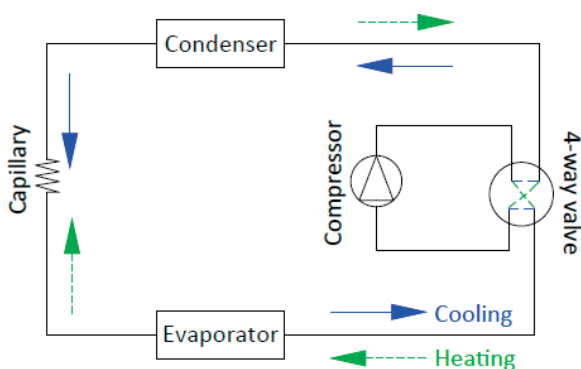 Condenser
Capillary
Compressor
4-way valve
Evaporator
Cooling
Heating